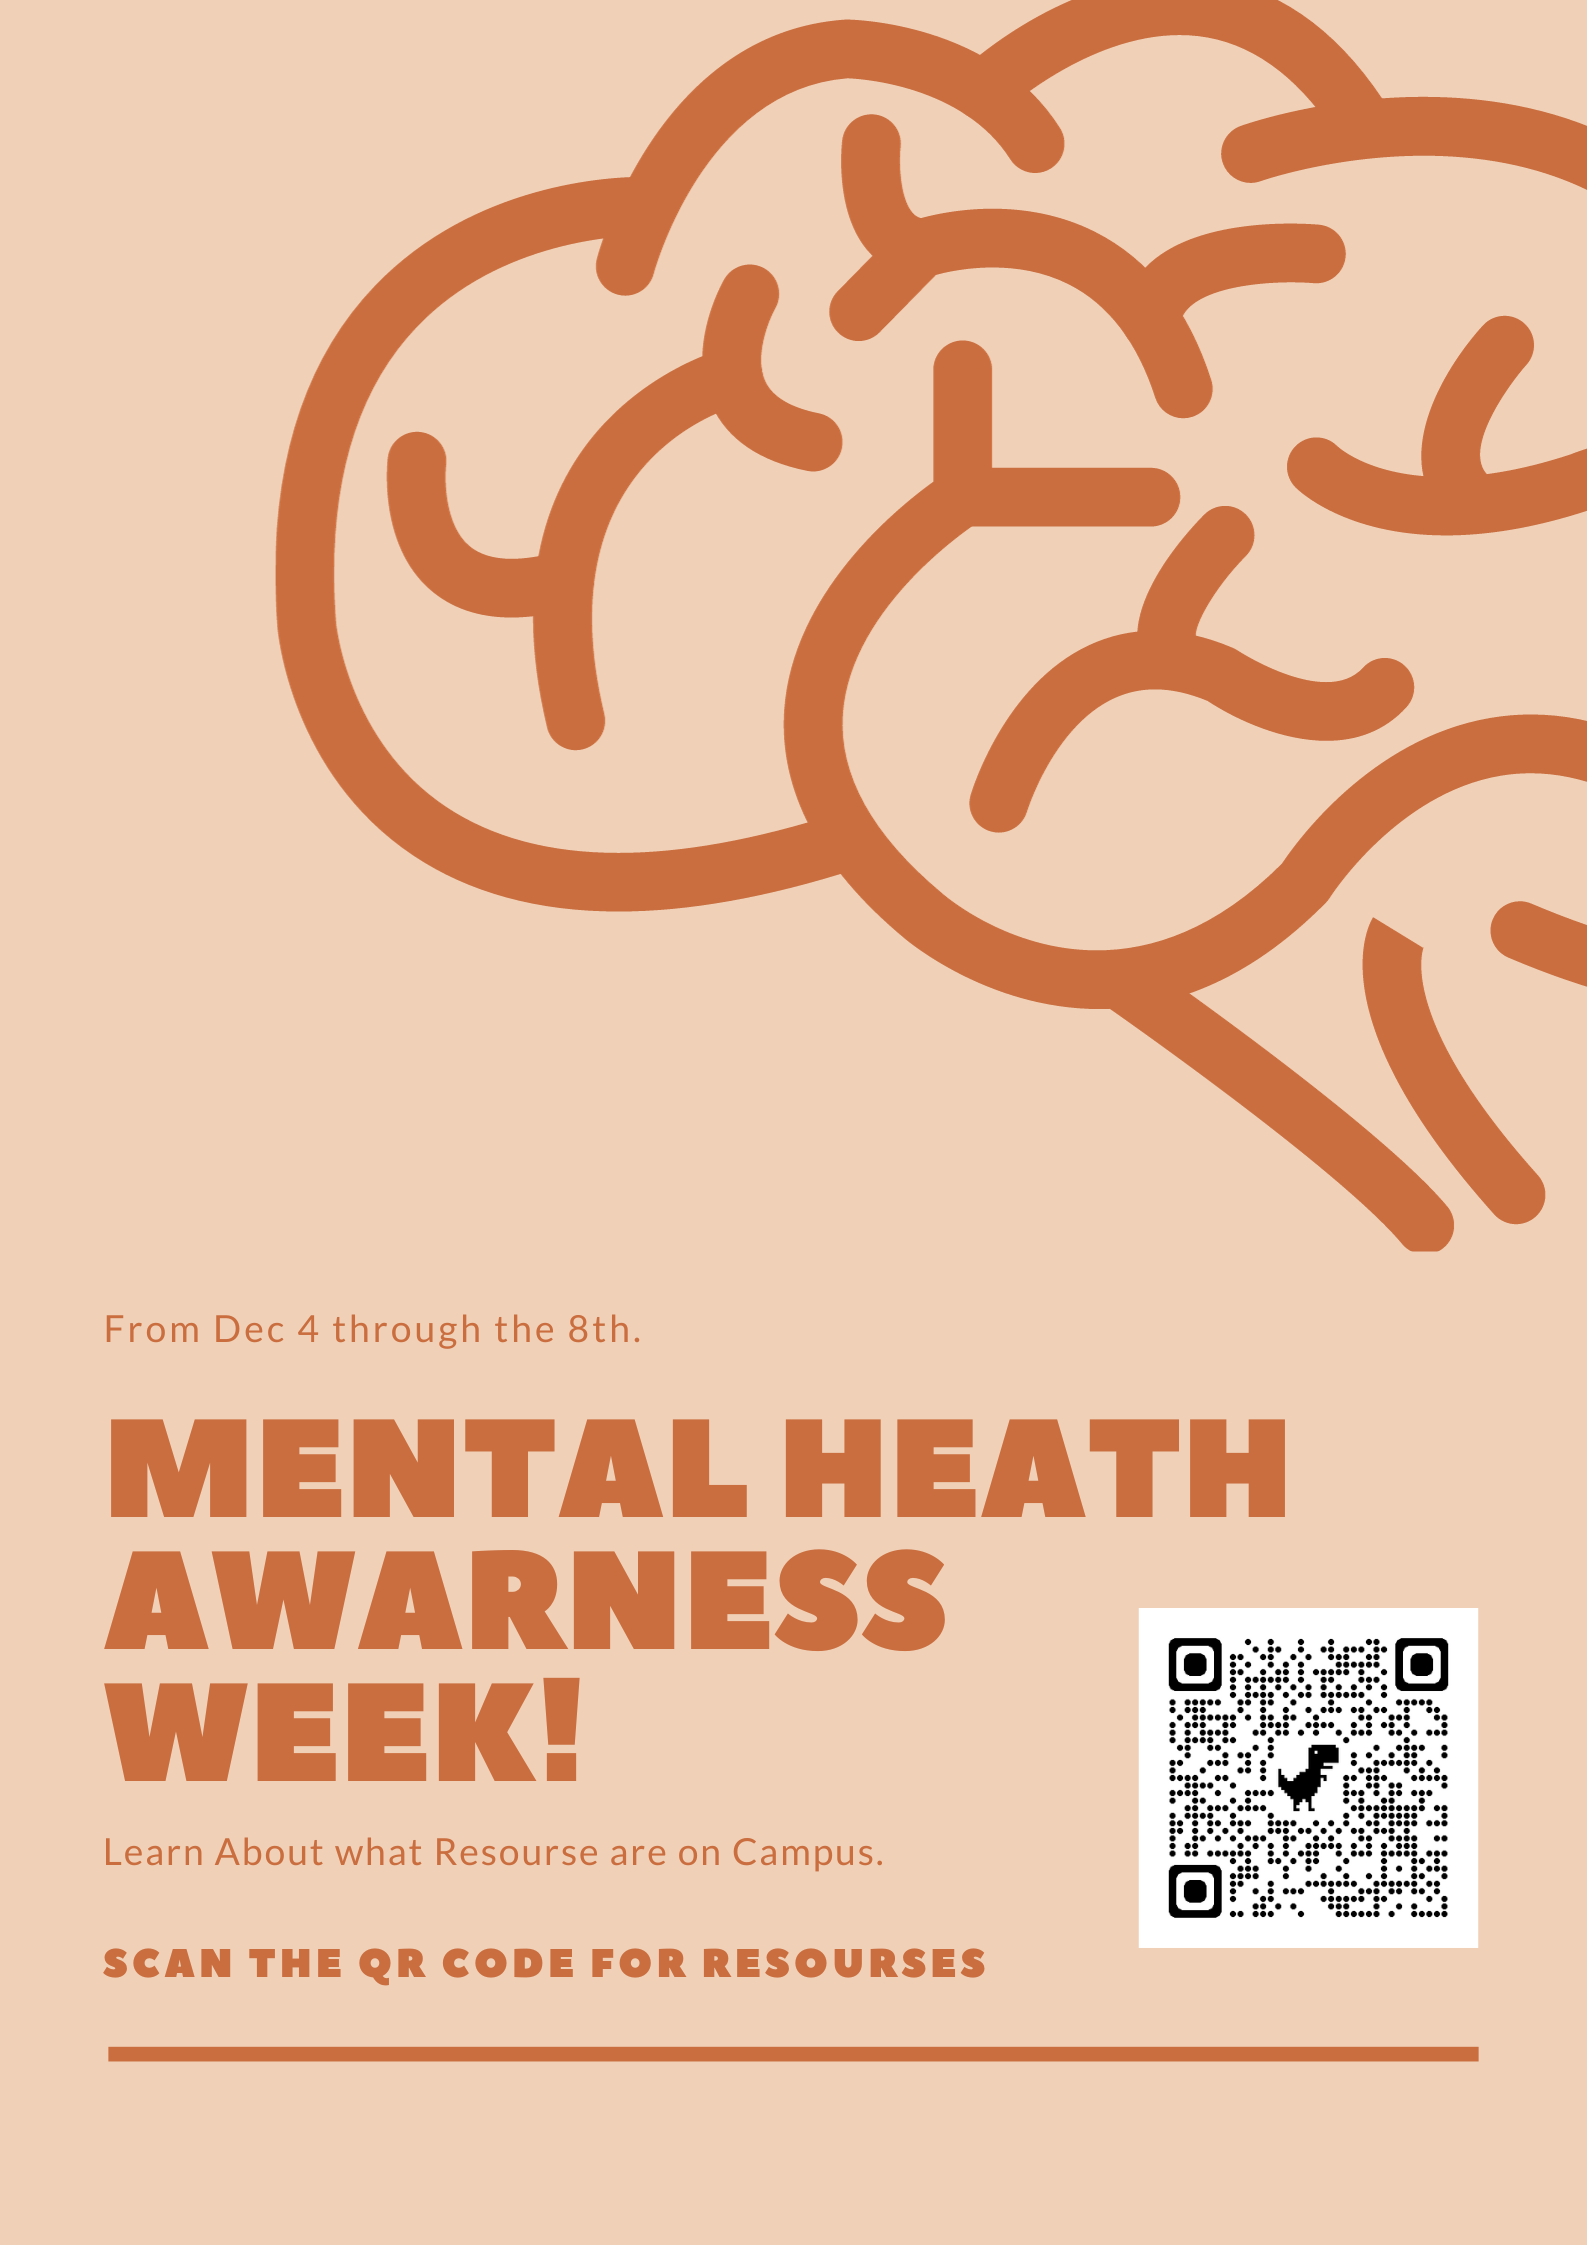 From Dec 4 through the 8th.
MENTAL HEATH
AWARNESS
WEEK!
Learn About what Resourse are on Campus.
SCAN THE QR CODE FOR RESOURSES